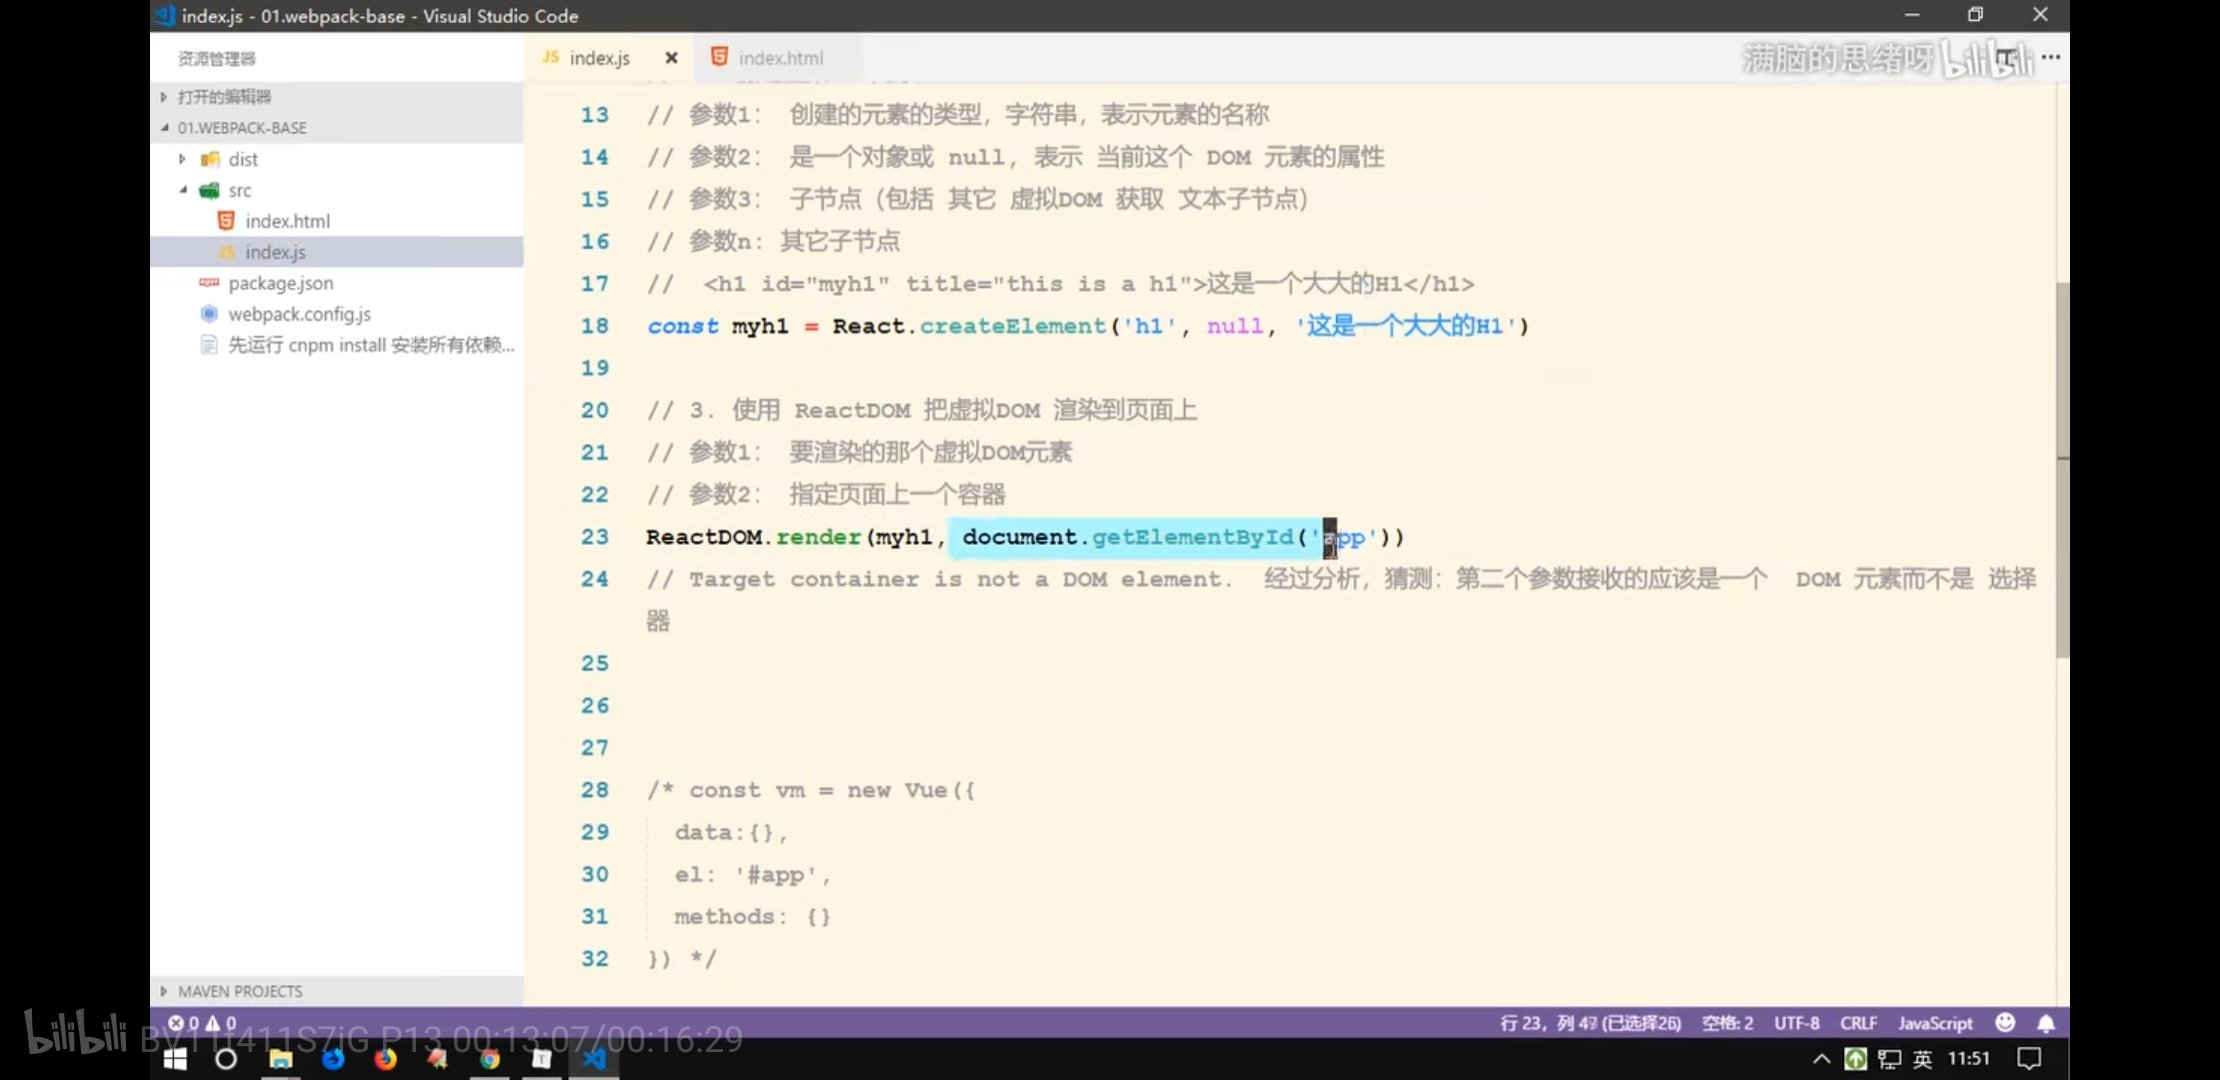 index.js - 01.webpack-base - Visual Studio Code
资源管理器
打开的编辑器
01.WEBPACK-BASE
dist
src
index.html
index.js
package.json
webpack.config.js
先运行 cnpm install 安装所有依赖...
MAVEN PROJECTS
JS index.js
index.html
满脑的思绪呀 bilibili
13 // 参数1： 创建的元素的类型，字符串，表示元素的名称
14 // 参数2： 是一个对象或 null，表示 当前这个 DOM 元素的属性
15 // 参数3： 子节点（包括 其它 虚拟DOM 获取 文本子节点）
16 // 参数n：其它子节点
17 // <h1 id="myh1" title="this is a h1">这是一个大大的H1</h1>
18 const myh1 = React.createElement('h1', null, '这是一个大大的H1')
19
20 // 3. 使用 ReactDOM 把虚拟DOM 渲染到页面上
21 // 参数1： 要渲染的那个虚拟DOM元素
22 // 参数2： 指定页面上一个容器
23 ReactDOM.render(myh1, document.getElementById('app'))
24 // Target container is not a DOM element. 经过分析，猜测：第二个参数接收的应该是一个 DOM 元素而不是 选择
器
25
26
27
28 /* const vm = new Vue({
29 data:{},
30 el: '#app',
31 methods: {}
32 }) */
0 0
行 23，列 47 (已选择26) 空格: 2 UTF-8 CRLF JavaScript
bilibili BV11f411S7jG P13 00:13:07/00:16:29
英 11:51